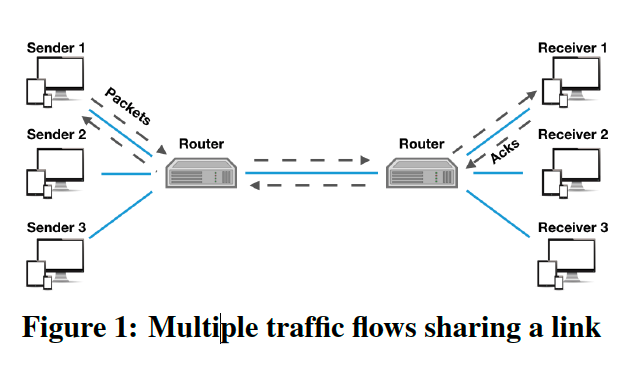 Sender 1
Receiver 1
Packets
Sender 2
Router
Router
Acks
Receiver 2
Sender 3
Receiver 3
Figure 1: Multiple traffic flows sharing a link